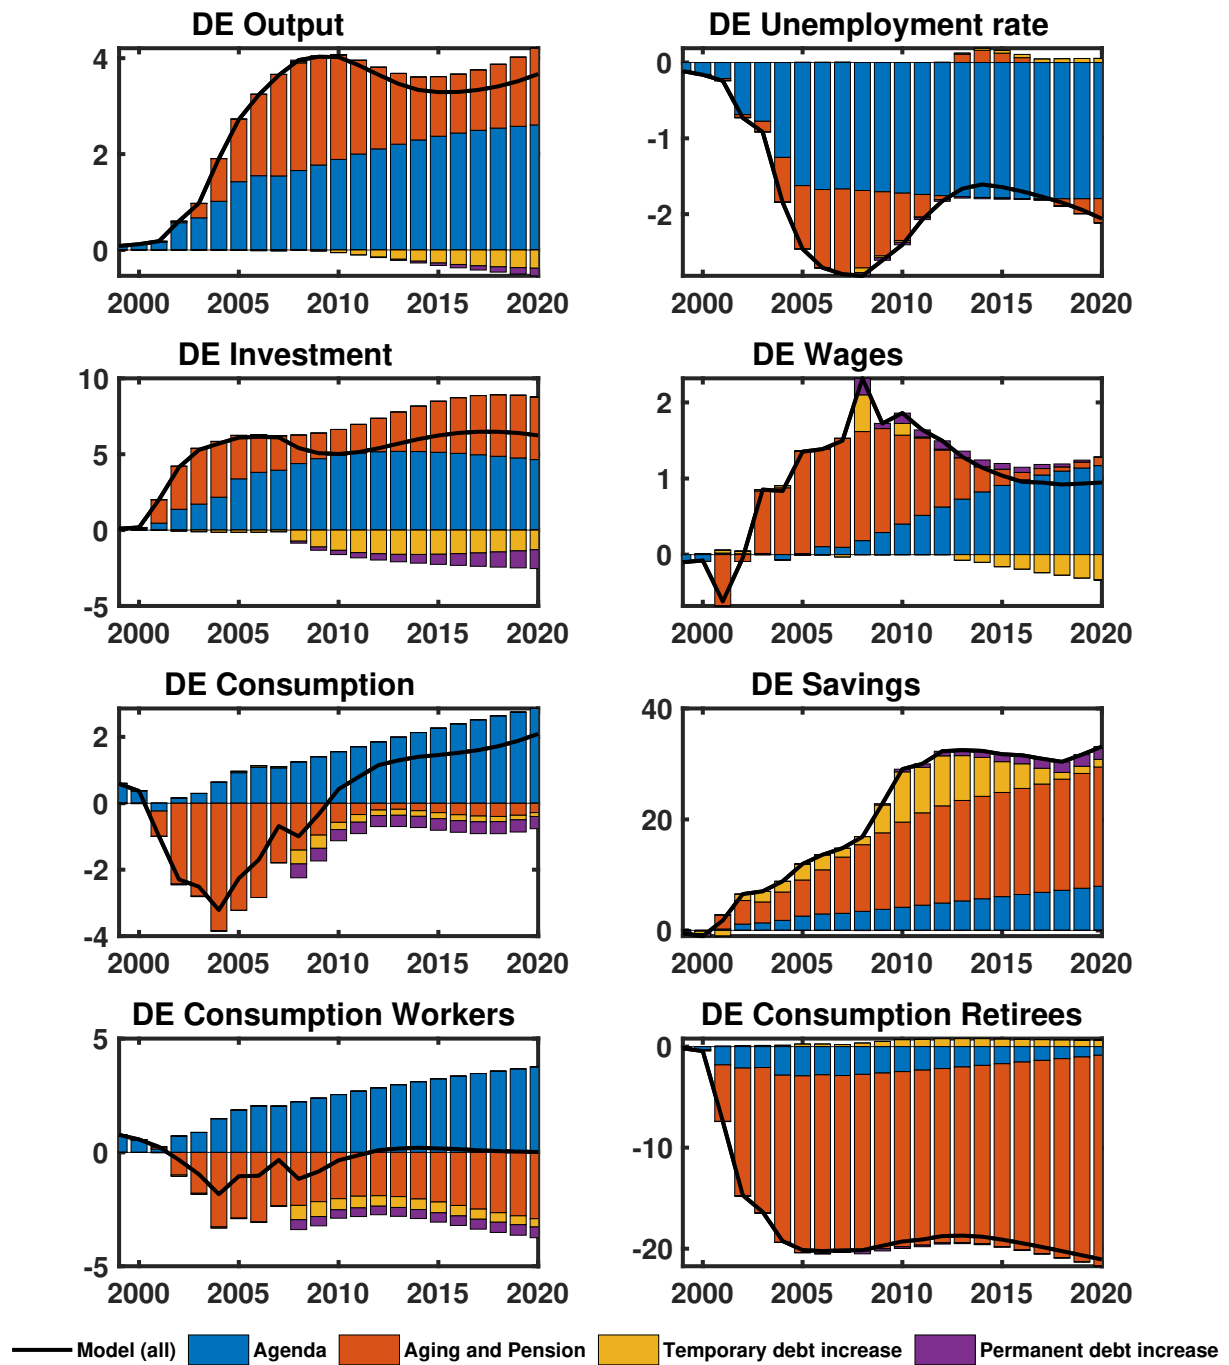 DE Output
4
2
0
2000 2005 2010 2015 2020
DE Unemployment rate
0
-1
-2
2000 2005 2010 2015 2020
DE Investment
10
5
0
-5
2000 2005 2010 2015 2020
DE Wages
2
1
0
2000 2005 2010 2015 2020
DE Consumption
2
0
-2
-4
2000 2005 2010 2015 2020
DE Savings
40
20
0
2000 2005 2010 2015 2020
DE Consumption Workers
5
0
-5
2000 2005 2010 2015 2020
DE Consumption Retirees
0
-10
-20
2000 2005 2010 2015 2020
Model (all) Agenda Aging and Pension Temporary debt increase Permanent debt increase